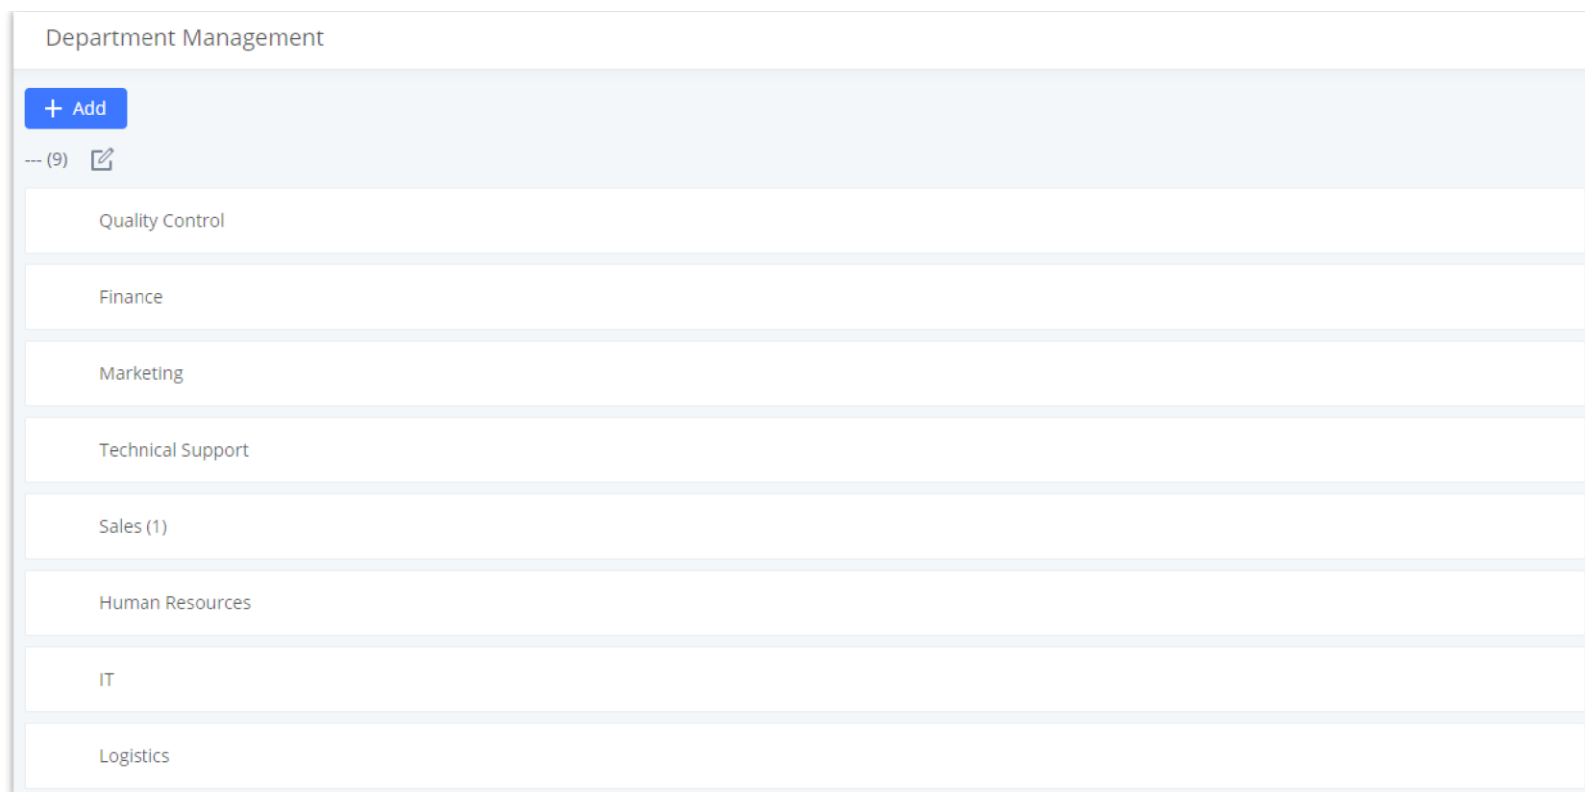 Department Management
+ Add
--- (9)
Quality Control
Finance
Marketing
Technical Support
Sales (1)
Human Resources
IT
Logistics